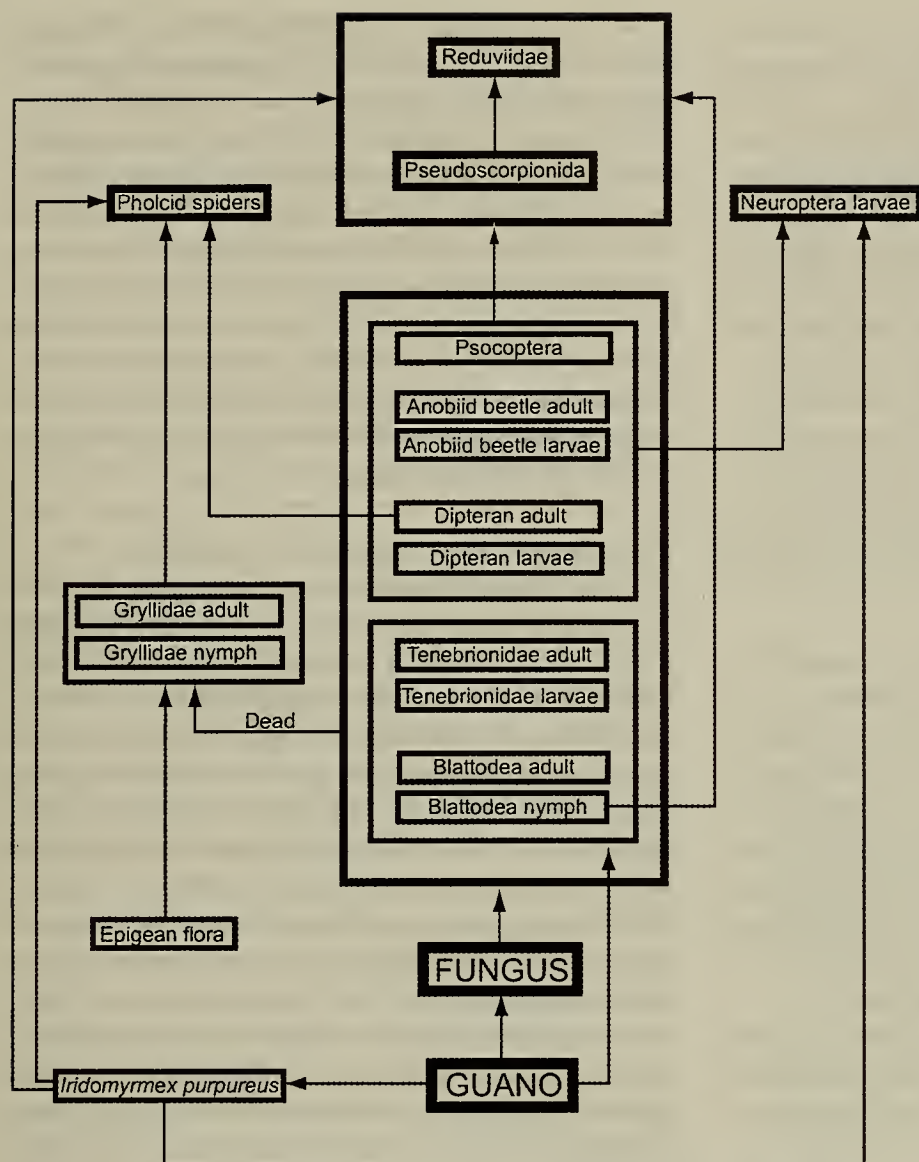 Reduviidae
Pseudoscorpionida
Pholcid spiders
Neuroptera larvae
Psocoptera
Anobiid beetle adult
Anobiid beetle larvae
Dipteran adult
Dipteran larvae
Gryllidae adult
Gryllidae nymph
Tenebrionidae adult
Tenebrionidae larvae
Dead
Blattodea adult
Blattodea nymph
Epigean flora
FUNGUS
Iridomyrmex purpureus
GUANO